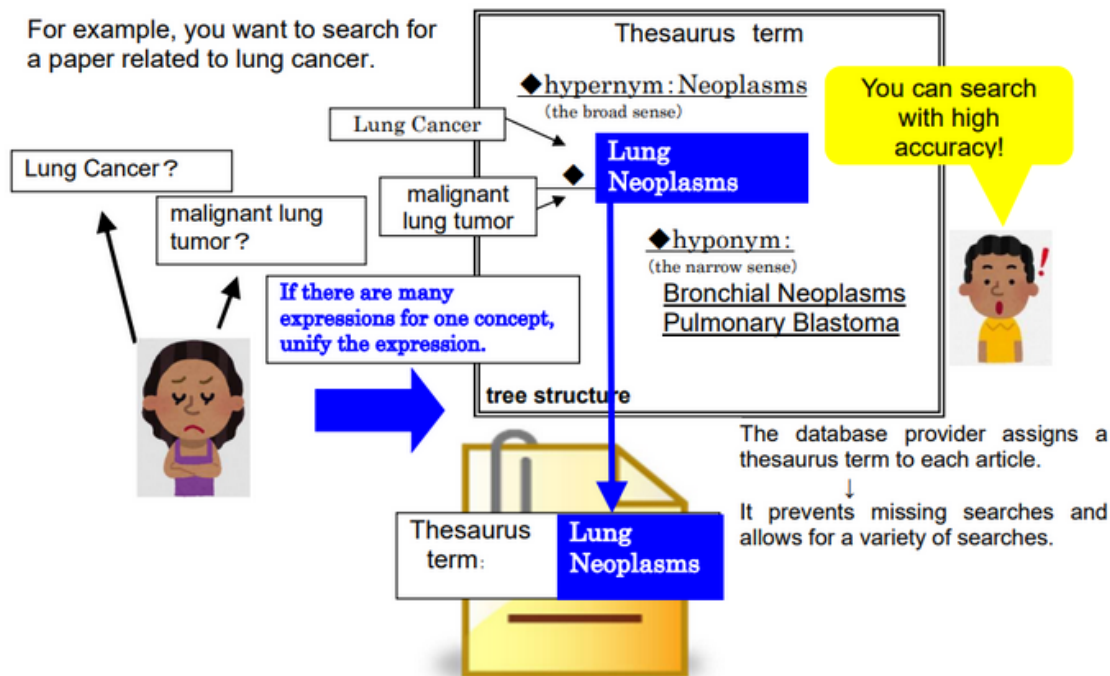 For example, you want to search for
a paper related to lung cancer.
Thesaurus term
◆hypernym:Neoplasms
(the broad sense)
You can search
with high
accuracy!
Lung Cancer
Lung Cancer?
◆
Lung
Neoplasms
malignant
lung tumor
malignant lung
tumor?
◆hyponym:
(the narrow sense)
Bronchial Neoplasms
Pulmonary Blastoma
!
If there are many
expressions for one concept,
unify the expression.
tree structure
The database provider assigns a
thesaurus term to each article.
↓
It prevents missing searches and
allows for a variety of searches.
Thesaurus
term:
Lung
Neoplasms